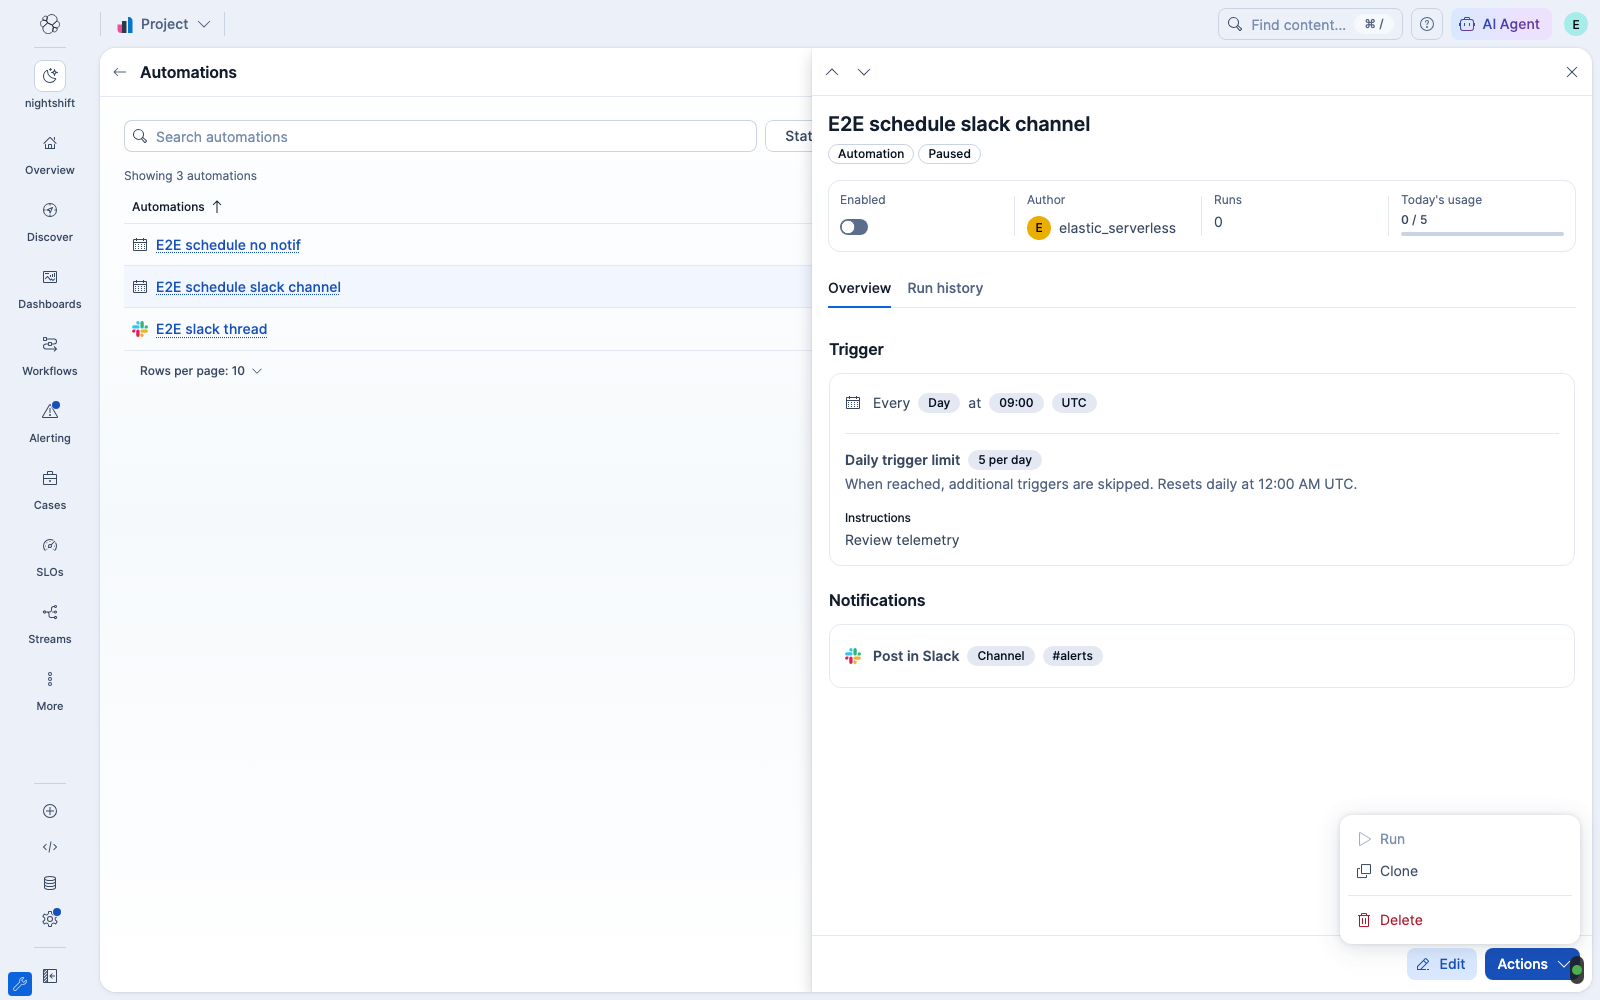 Project
Find content...
⌘ /
AI Agent
E
nightshift
Overview
Discover
Dashboards
Workflows
Alerting
Cases
SLOs
Streams
More
Automations
Search automations
Stat
Showing 3 automations
Automations
E2E schedule no notif
E2E schedule slack channel
E2E slack thread
Rows per page: 10
E2E schedule slack channel
Automation
Paused
Enabled
Author
E
elastic_serverless
Runs
0
Today's usage
0 / 5
Overview
Run history
Trigger
Every Day at 09:00 UTC
Daily trigger limit 5 per day
When reached, additional triggers are skipped. Resets daily at 12:00 AM UTC.
Instructions
Review telemetry
Notifications
Post in Slack Channel #alerts
Run
Clone
Delete
Edit
Actions